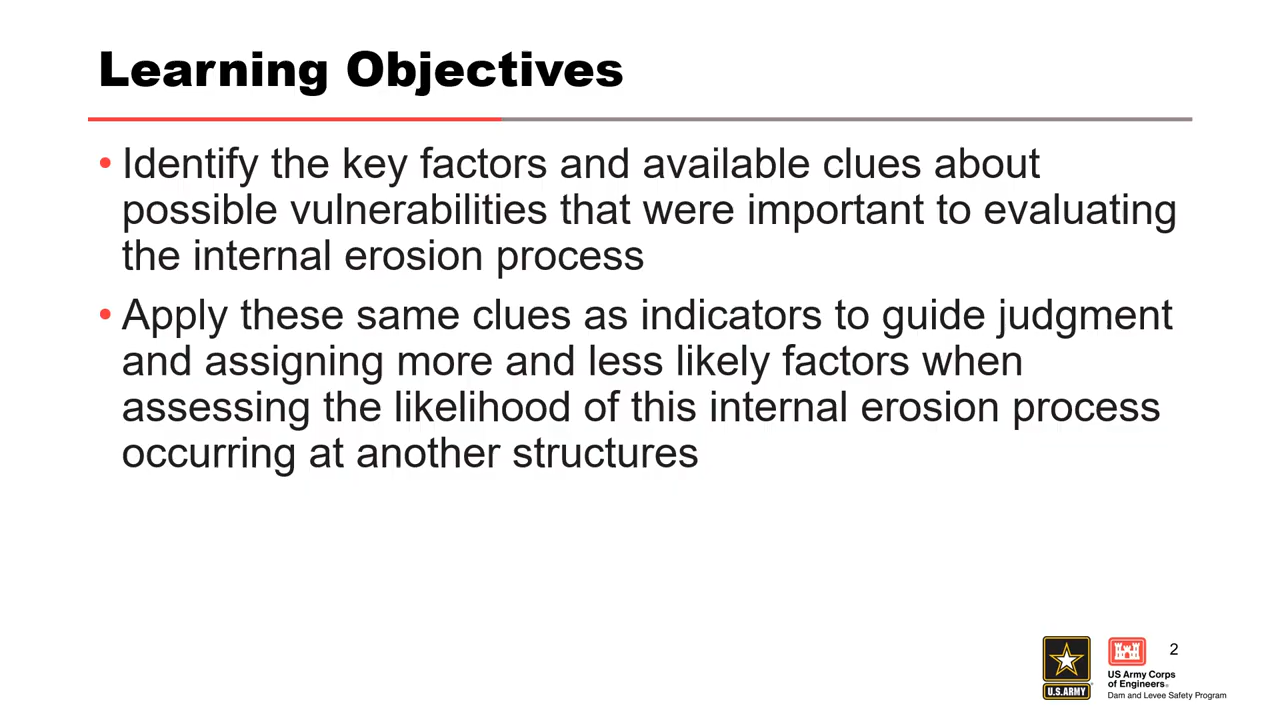 Learning Objectives
• Identify the key factors and available clues about
possible vulnerabilities that were important to evaluating
the internal erosion process
• Apply these same clues as indicators to guide judgment
and assigning more and less likely factors when
assessing the likelihood of this internal erosion process
occurring at another structures
U.S.ARMY
US Army Corps
of Engineers®
Dam and Levee Safety Program
2